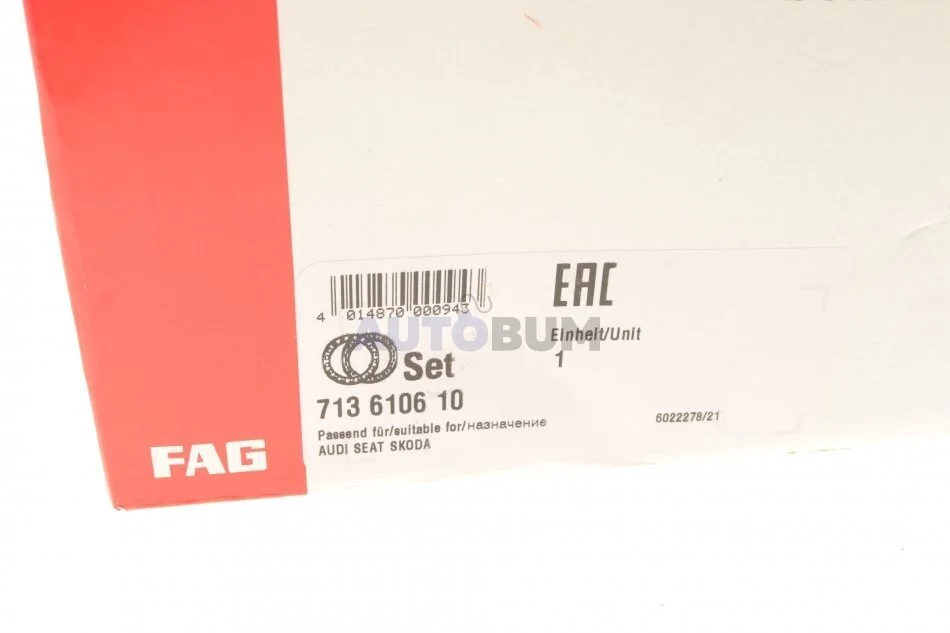 EAC
4 014870 000943
AUTOBUM
Einheit/Unit
1
Set
713 6106 10
Passend für/suitable for/назначение
6022278/21
AUDI SEAT SKODA
FAG